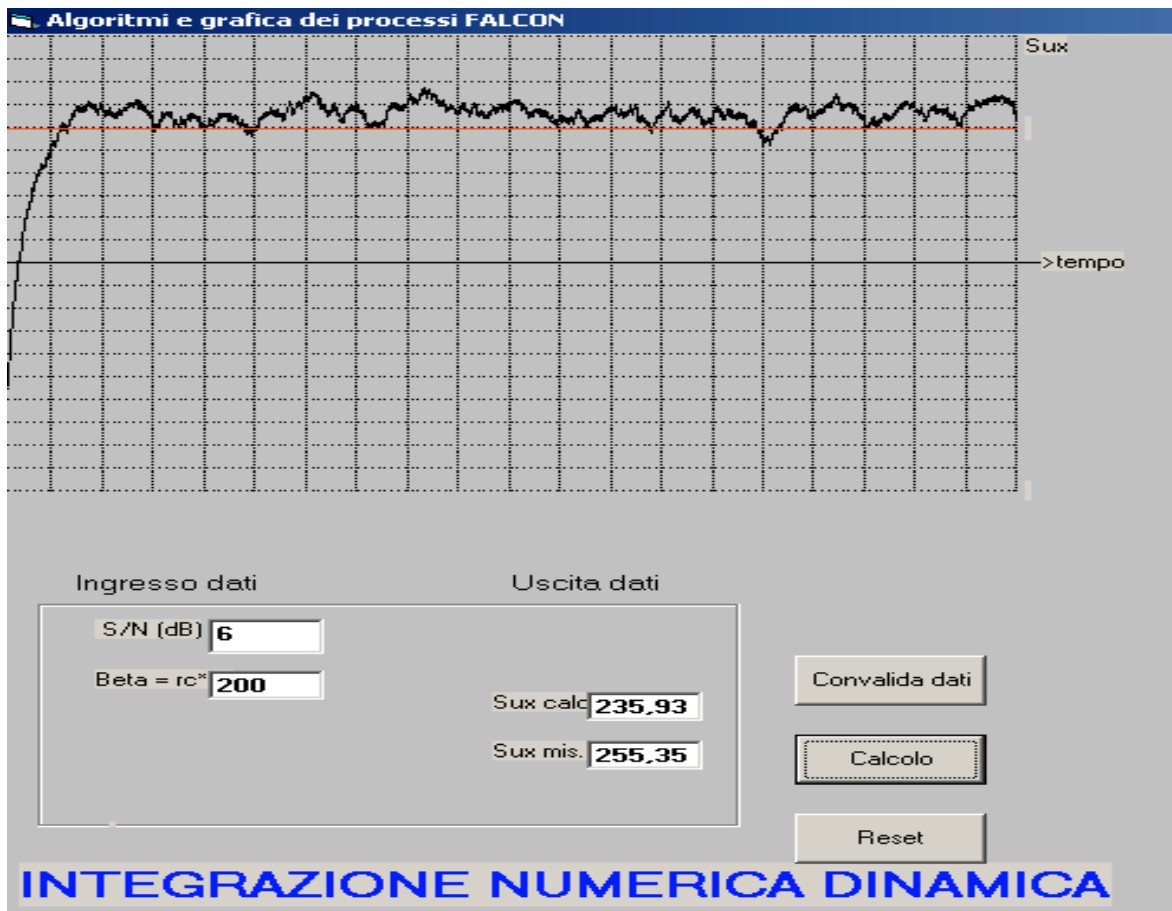 Algoritmi e grafica dei processi FALCON
Sux
>tempo
Ingresso dati
Uscita dati
S/N (dB) 6
Beta = rc* 200
Sux calc 235,93
Sux mis. 255,35
Convalida dati
Calcolo
Reset
INTEGRAZIONE NUMERICA DINAMICA